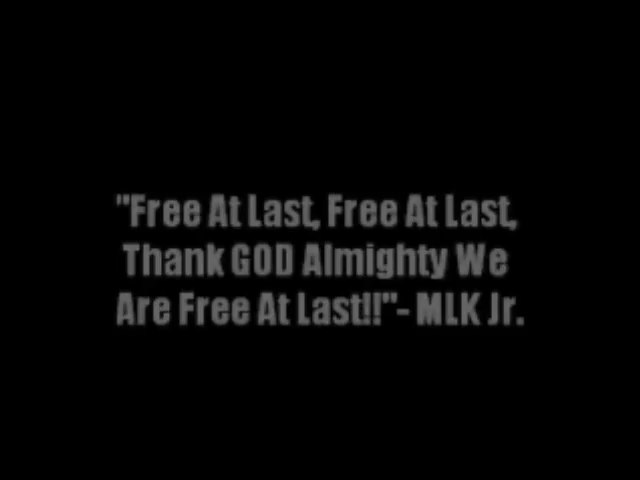 "Free At Last, Free At Last,
Thank GOD Almighty We
Are Free At Last!!"- MLK Jr.